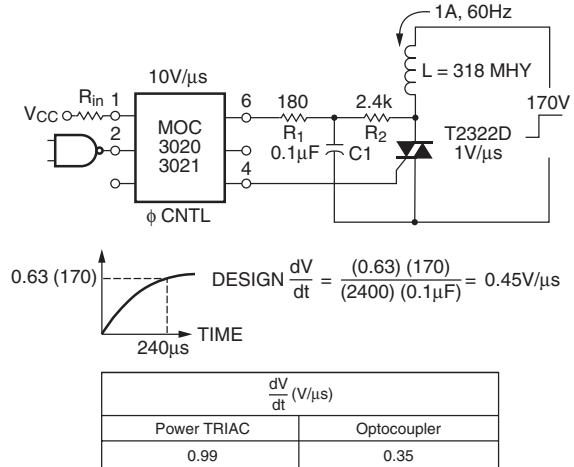 1A, 60Hz
L = 318 MHY
170V
10V/μs
VCC
Rin
1
2
MOC
3020
3021
6
4
180
R1
2.4k
R2
0.1μF
C1
T2322D
1V/μs
ϕ CNTL
0.63 (170)
240μs
TIME
DESIGN dV/dt = (0.63) (170)/(2400) (0.1μF) = 0.45V/μs
dV/dt (V/μs)
Power TRIAC Optocoupler
0.99 0.35